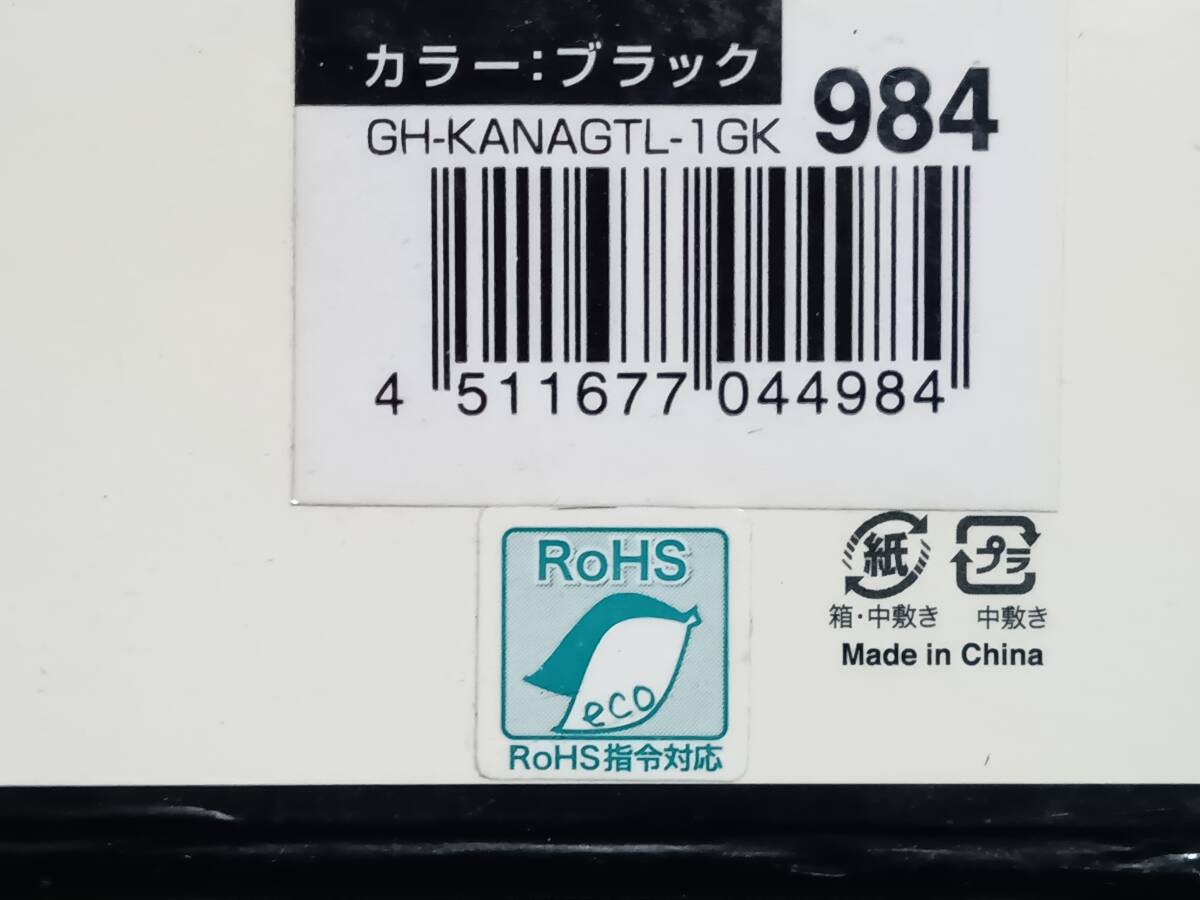 カラー：ブラック
GH-KANAGTL-1GK 984
4 511677 044984
RoHS
eco
RoHS指令対応
紙 プラ
箱・中敷き 中敷き
Made in China